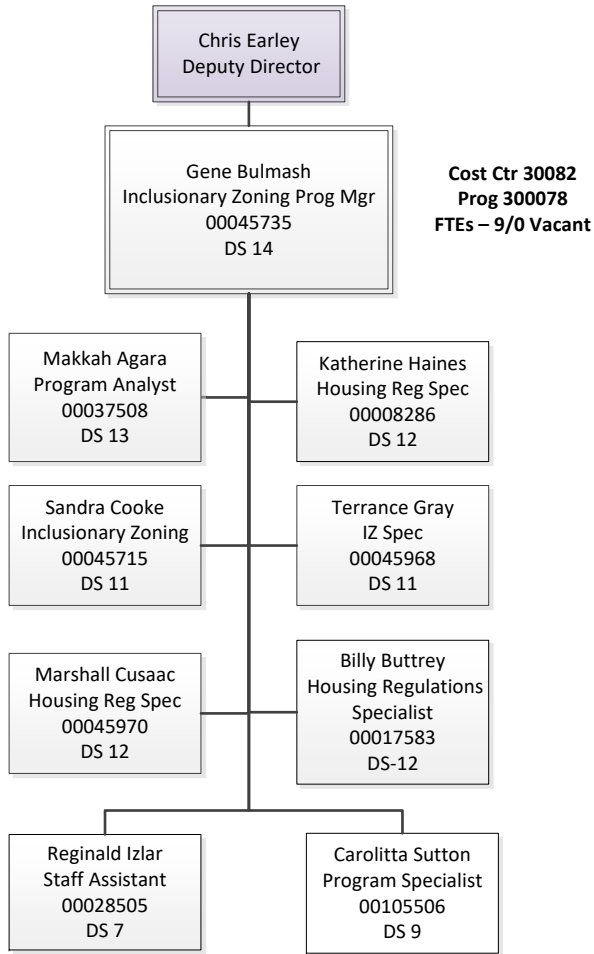 Chris Earley
Deputy Director
Gene Bulmash
Inclusionary Zoning Prog Mgr
00045735
DS 14
Cost Ctr 30082
Prog 300078
FTEs – 9/0 Vacant
Makkah Agara
Program Analyst
00037508
DS 13
Katherine Haines
Housing Reg Spec
00008286
DS 12
Sandra Cooke
Inclusionary Zoning
00045715
DS 11
Terrance Gray
IZ Spec
00045968
DS 11
Marshall Cusaac
Housing Reg Spec
00045970
DS 12
Billy Buttrey
Housing Regulations
Specialist
00017583
DS-12
Reginald Izlar
Staff Assistant
00028505
DS 7
Carolitta Sutton
Program Specialist
00105506
DS 9